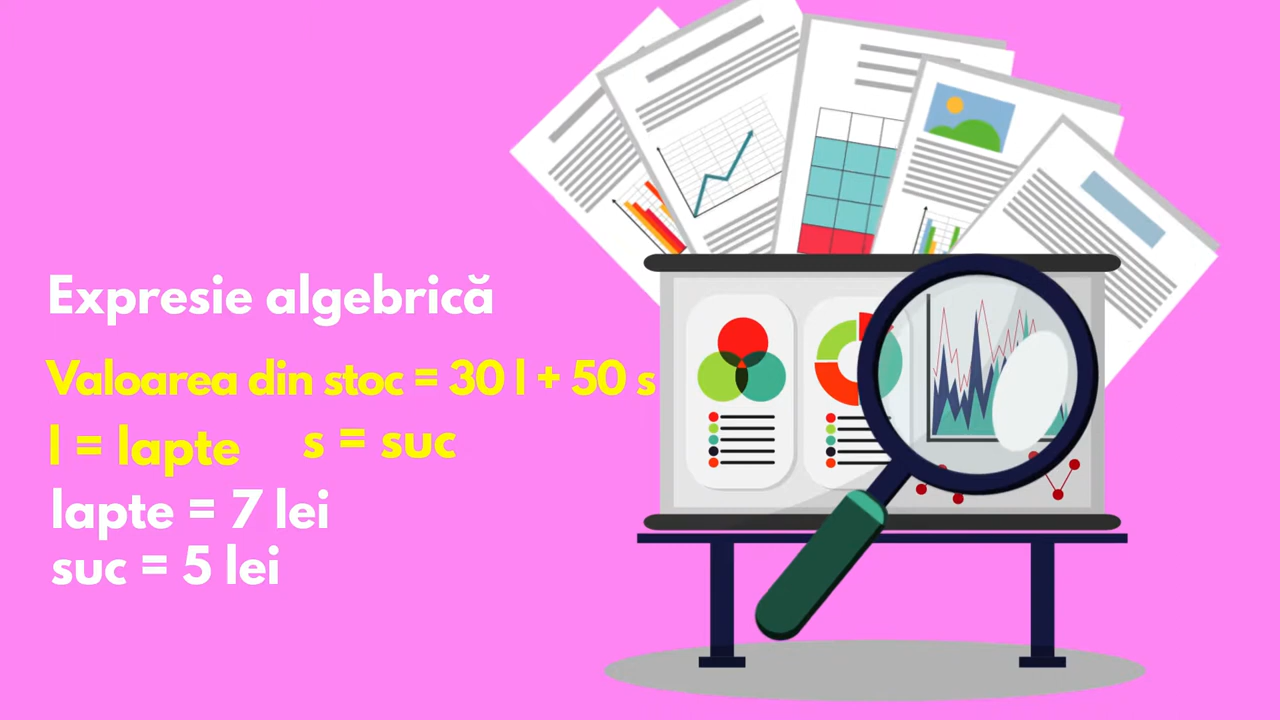 Expresie algebrică
Valoarea din stoc = 30 l + 50 s
l = lapte s = suc
lapte = 7 lei
suc = 5 lei